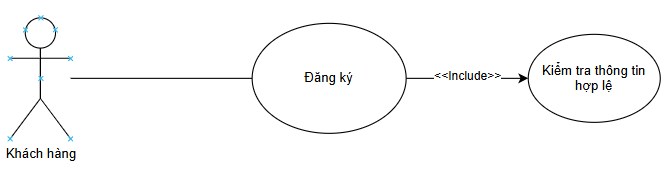 Đăng ký
<<Include>>
Kiểm tra thông tin
hợp lệ
Khách hàng